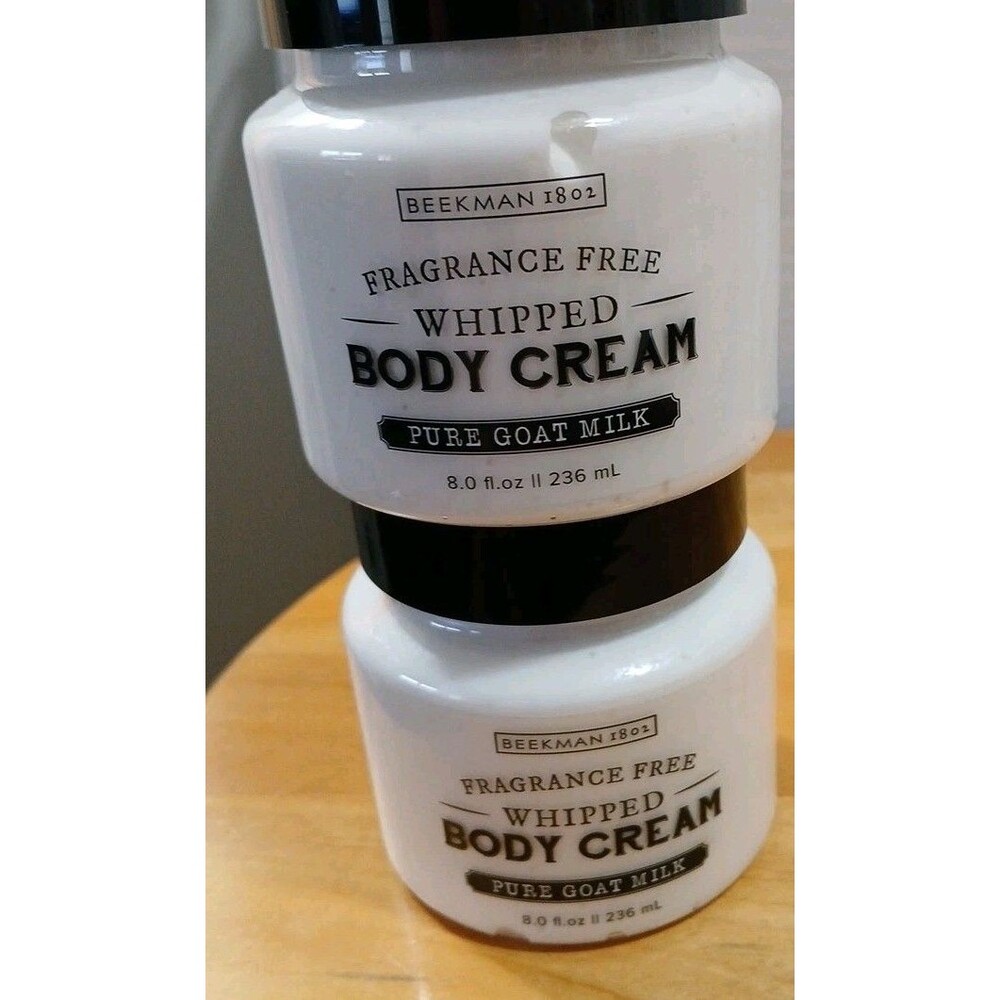 BEEKMAN 1802
FRAGRANCE FREE
WHIPPED
BODY CREAM
PURE GOAT MILK
8.0 fl.oz || 236 mL
BEEKMAN 1802
FRAGRANCE FREE
WHIPPED
BODY CREAM
PURE GOAT MILK
8.0 fl.oz || 236 mL